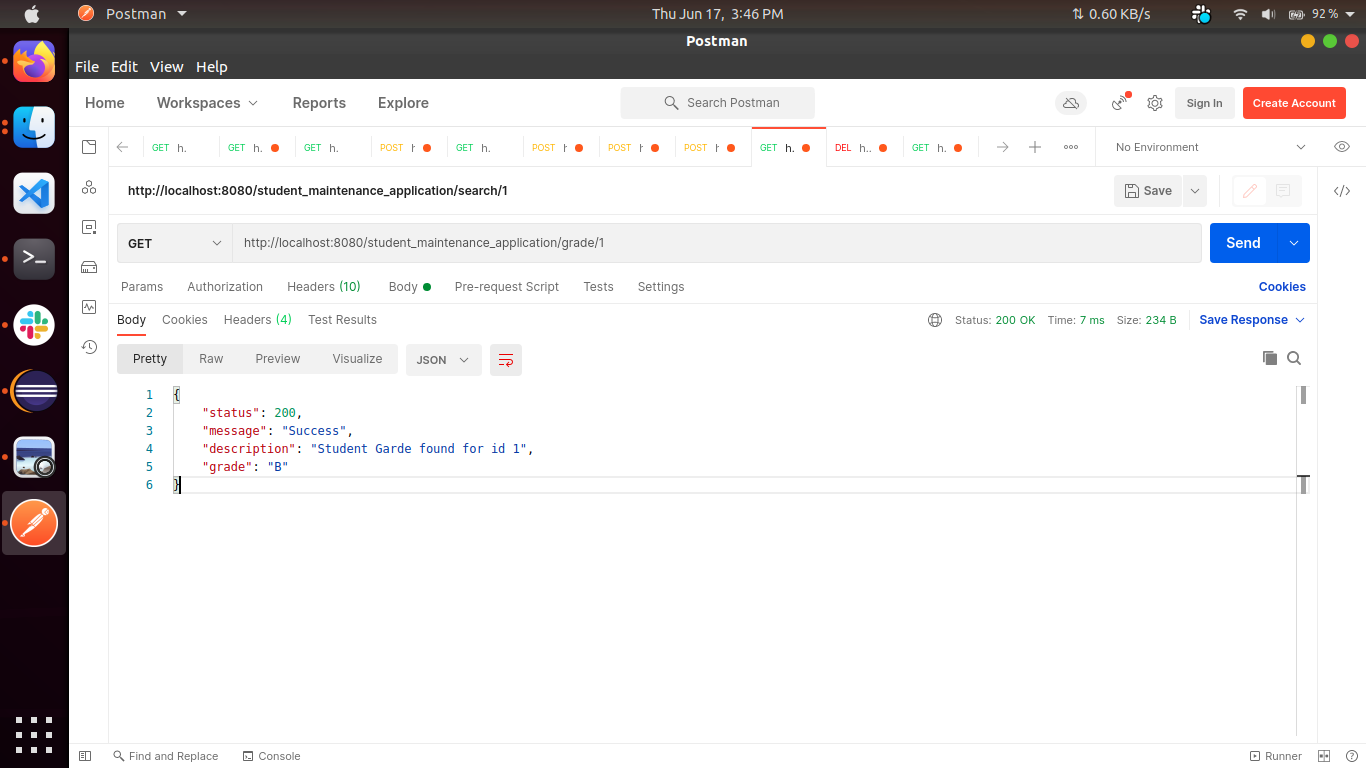 Postman
Thu Jun 17, 3:46 PM
0.60 KB/s
92 %
Postman
File Edit View Help
Home Workspaces Reports Explore
Search Postman
Sign In
Create Account
GET h.
GET h.
GET h.
POST h
GET h.
POST h
POST h
POST h
GET h.
DEL h..
GET h.
No Environment
http://localhost:8080/student_maintenance_application/search/1
Save
GET
http://localhost:8080/student_maintenance_application/grade/1
Send
Params Authorization Headers (10) Body Pre-request Script Tests Settings
Cookies
Body Cookies Headers (4) Test Results
Status: 200 OK Time: 7 ms Size: 234 B
Save Response
Pretty Raw Preview Visualize JSON
1 {
2 "status": 200,
3 "message": "Success",
4 "description": "Student Garde found for id 1",
5 "grade": "B"
6 }
Find and Replace Console
Runner